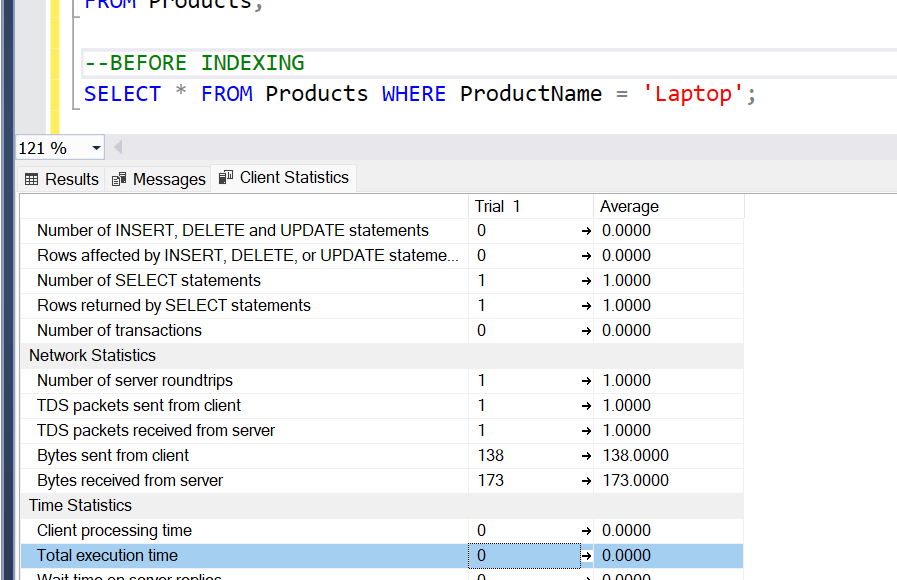 FROM Products;
--BEFORE INDEXING
SELECT * FROM Products WHERE ProductName = 'Laptop';
121 %
Results Messages Client Statistics
Trial 1 Average
Number of INSERT, DELETE and UPDATE statements 0 → 0.0000
Rows affected by INSERT, DELETE, or UPDATE stateme... 0 → 0.0000
Number of SELECT statements 1 → 1.0000
Rows returned by SELECT statements 1 → 1.0000
Number of transactions 0 → 0.0000
Network Statistics
Number of server roundtrips 1 → 1.0000
TDS packets sent from client 1 → 1.0000
TDS packets received from server 1 → 1.0000
Bytes sent from client 138 → 138.0000
Bytes received from server 173 → 173.0000
Time Statistics
Client processing time 0 → 0.0000
Total execution time 0 → 0.0000
Wait time on server replies 0 → 0.0000